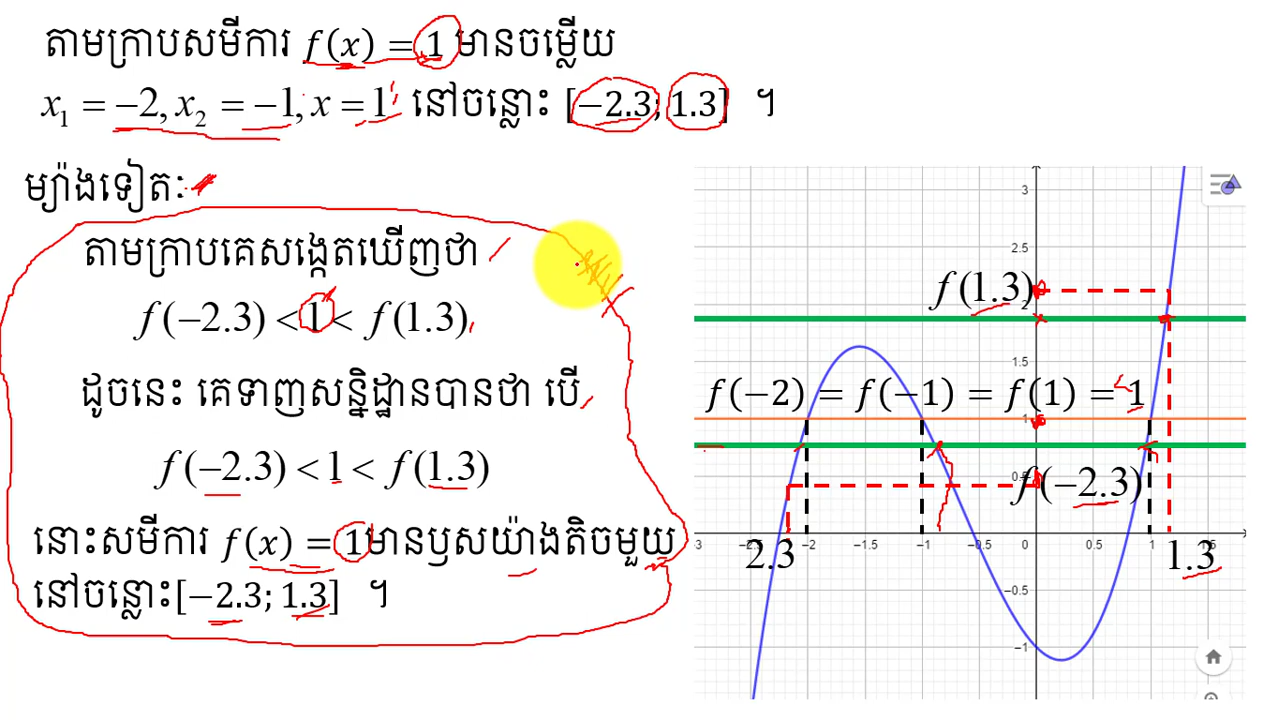 តាមក្រាបសមីការ f(x) = 1 មានចម្លើយ
x₁ = −2, x₂ = −1, x = 1 នៅចន្លោះ [−2.3; 1.3] ។
ម្យ៉ាងទៀតៈ
តាមក្រាបគេសង្កេតឃើញថា
f(−2.3) < 1 < f(1.3)
ដូចនេះ គេទាញសន្និដ្ឋានបានថា បើ
f(−2.3) < 1 < f(1.3)
នោះសមីការ f(x) = 1 មានឫសយ៉ាងតិចមួយ
នៅចន្លោះ[−2.3; 1.3] ។
3
2.5
f(1.3)
2
1.5
f(−2) = f(−1) = f(1) = 1
1
0.5
f(−2.3)
−3 −2.5 −2 −1.5 −1 −0.5 0 0.5 1 1.5
2.3
1.3
−0.5
−1